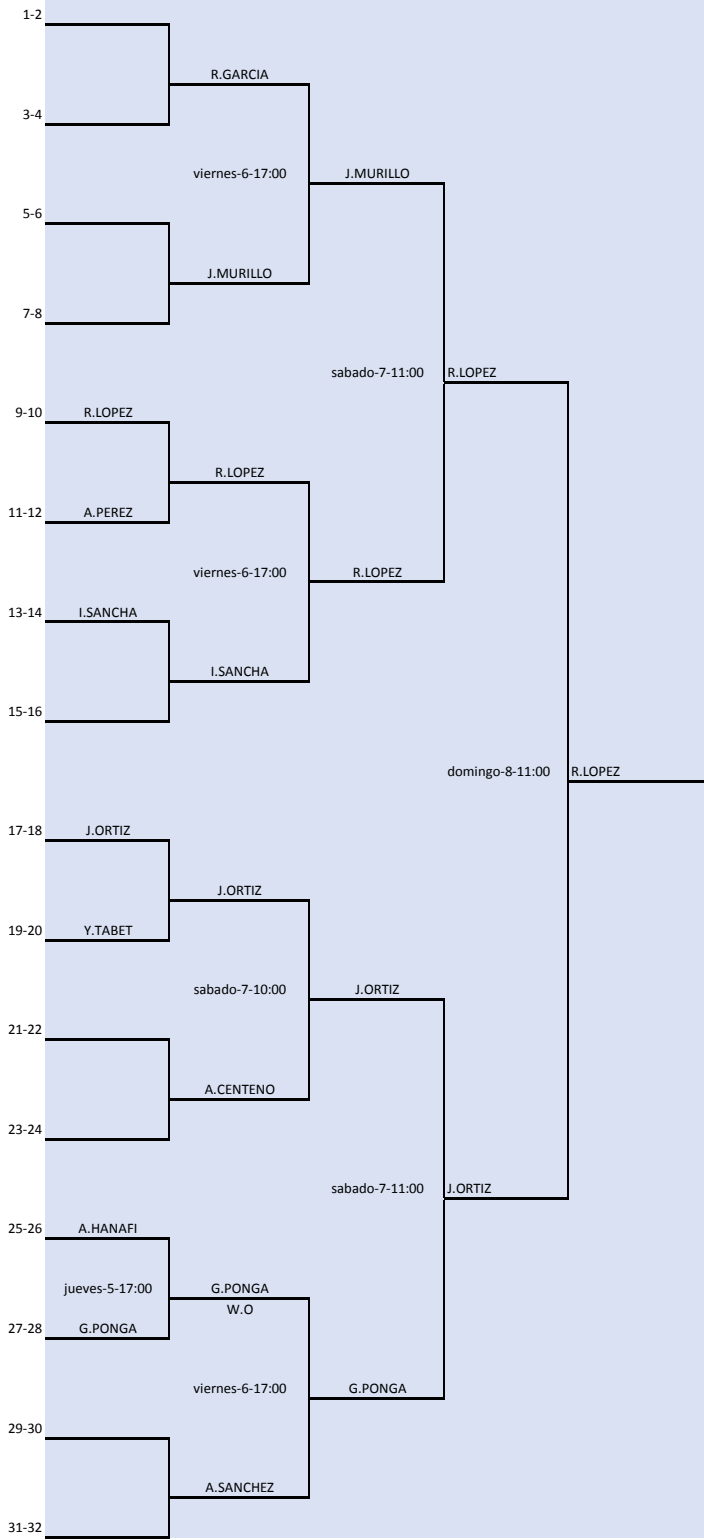 1-2
R.GARCIA
3-4
viernes-6-17:00
J.MURILLO
5-6
J.MURILLO
7-8
sabado-7-11:00
R.LOPEZ
9-10
R.LOPEZ
R.LOPEZ
11-12
A.PEREZ
viernes-6-17:00
R.LOPEZ
13-14
I.SANCHA
I.SANCHA
15-16
domingo-8-11:00
R.LOPEZ
17-18
J.ORTIZ
J.ORTIZ
19-20
Y.TABET
sabado-7-10:00
J.ORTIZ
21-22
A.CENTENO
23-24
sabado-7-11:00
J.ORTIZ
25-26
A.HANAFI
jueves-5-17:00
G.PONGA
W.O
27-28
G.PONGA
viernes-6-17:00
G.PONGA
29-30
A.SANCHEZ
31-32